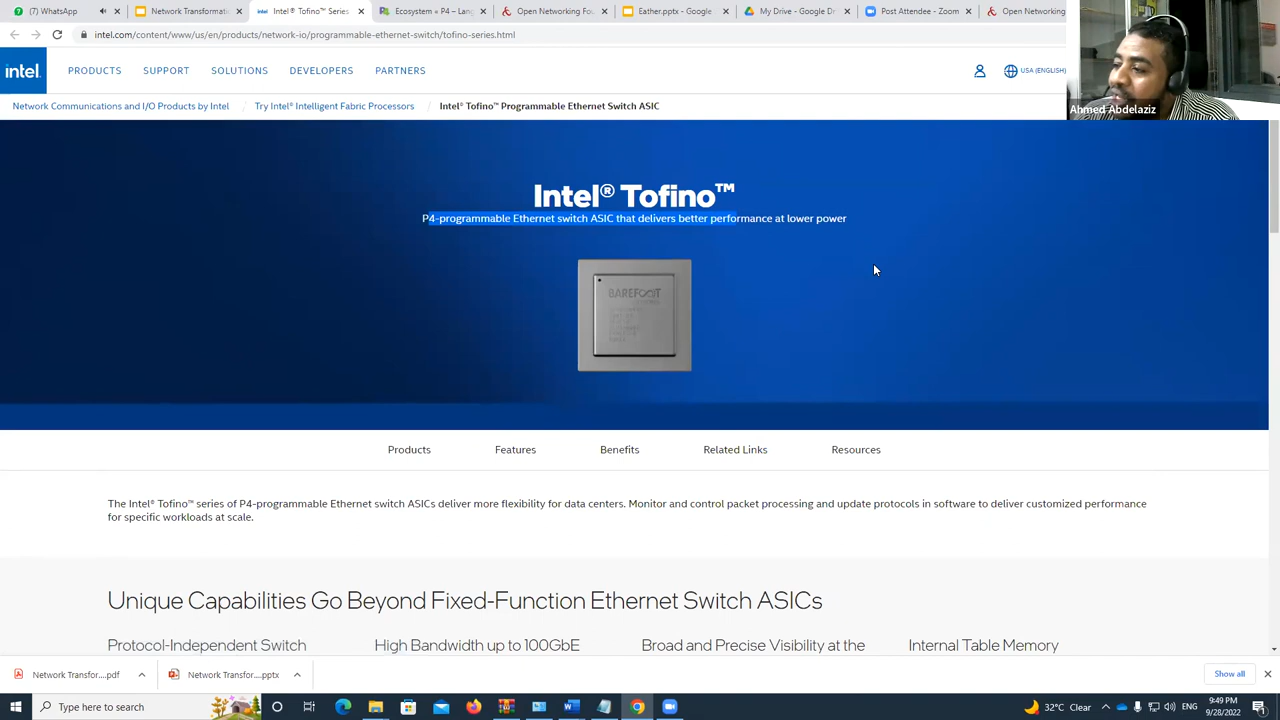 (7) WhatsApp
Network Transformati
Intel® Tofino™ Series
Ecosystem « P4 – Lang
Open Networking Fou
Eather.pptx - Google
My Drive - Google Dr
Post Attendee - Zoom
Open Networking
intel.com/content/www/us/en/products/network-io/programmable-ethernet-switch/tofino-series.html
intel.
PRODUCTS
SUPPORT
SOLUTIONS
DEVELOPERS
PARTNERS
USA (ENGLISH)
Ahmed Abdelaziz
Network Communications and I/O Products by Intel / Try Intel® Intelligent Fabric Processors / Intel® Tofino™ Programmable Ethernet Switch ASIC
Intel® Tofino™
P4-programmable Ethernet switch ASIC that delivers better performance at lower power
BAREFOOT
Products
Features
Benefits
Related Links
Resources
The Intel® Tofino™ series of P4-programmable Ethernet switch ASICs deliver more flexibility for data centers. Monitor and control packet processing and update protocols in software to deliver customized performance
for specific workloads at scale.
Unique Capabilities Go Beyond Fixed-Function Ethernet Switch ASICs
Protocol-Independent Switch
High Bandwidth up to 100GbE
Broad and Precise Visibility at the
Internal Table Memory
Network Transfor....pdf
Network Transfor....pptx
Show all
Type here to search
32°C Clear
ENG
9:49 PM
9/28/2022